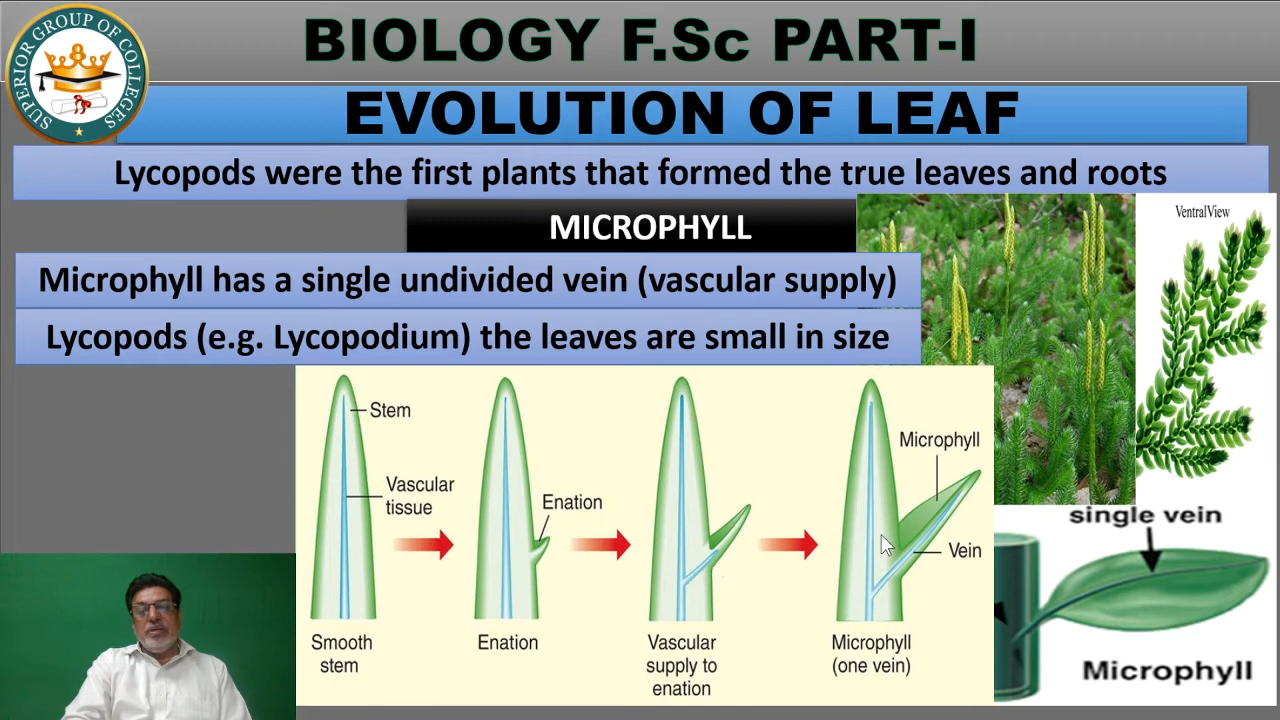 SUPERIOR GROUP OF COLLEGES
BIOLOGY F.Sc PART-I
EVOLUTION OF LEAF
Lycopods were the first plants that formed the true leaves and roots
MICROPHYLL
Microphyll has a single undivided vein (vascular supply)
Lycopods (e.g. Lycopodium) the leaves are small in size
VentralView
Stem
Vascular
tissue
Enation
Microphyll
Vein
Smooth
stem
Enation
Vascular
supply to
enation
Microphyll
(one vein)
single vein
Microphyll